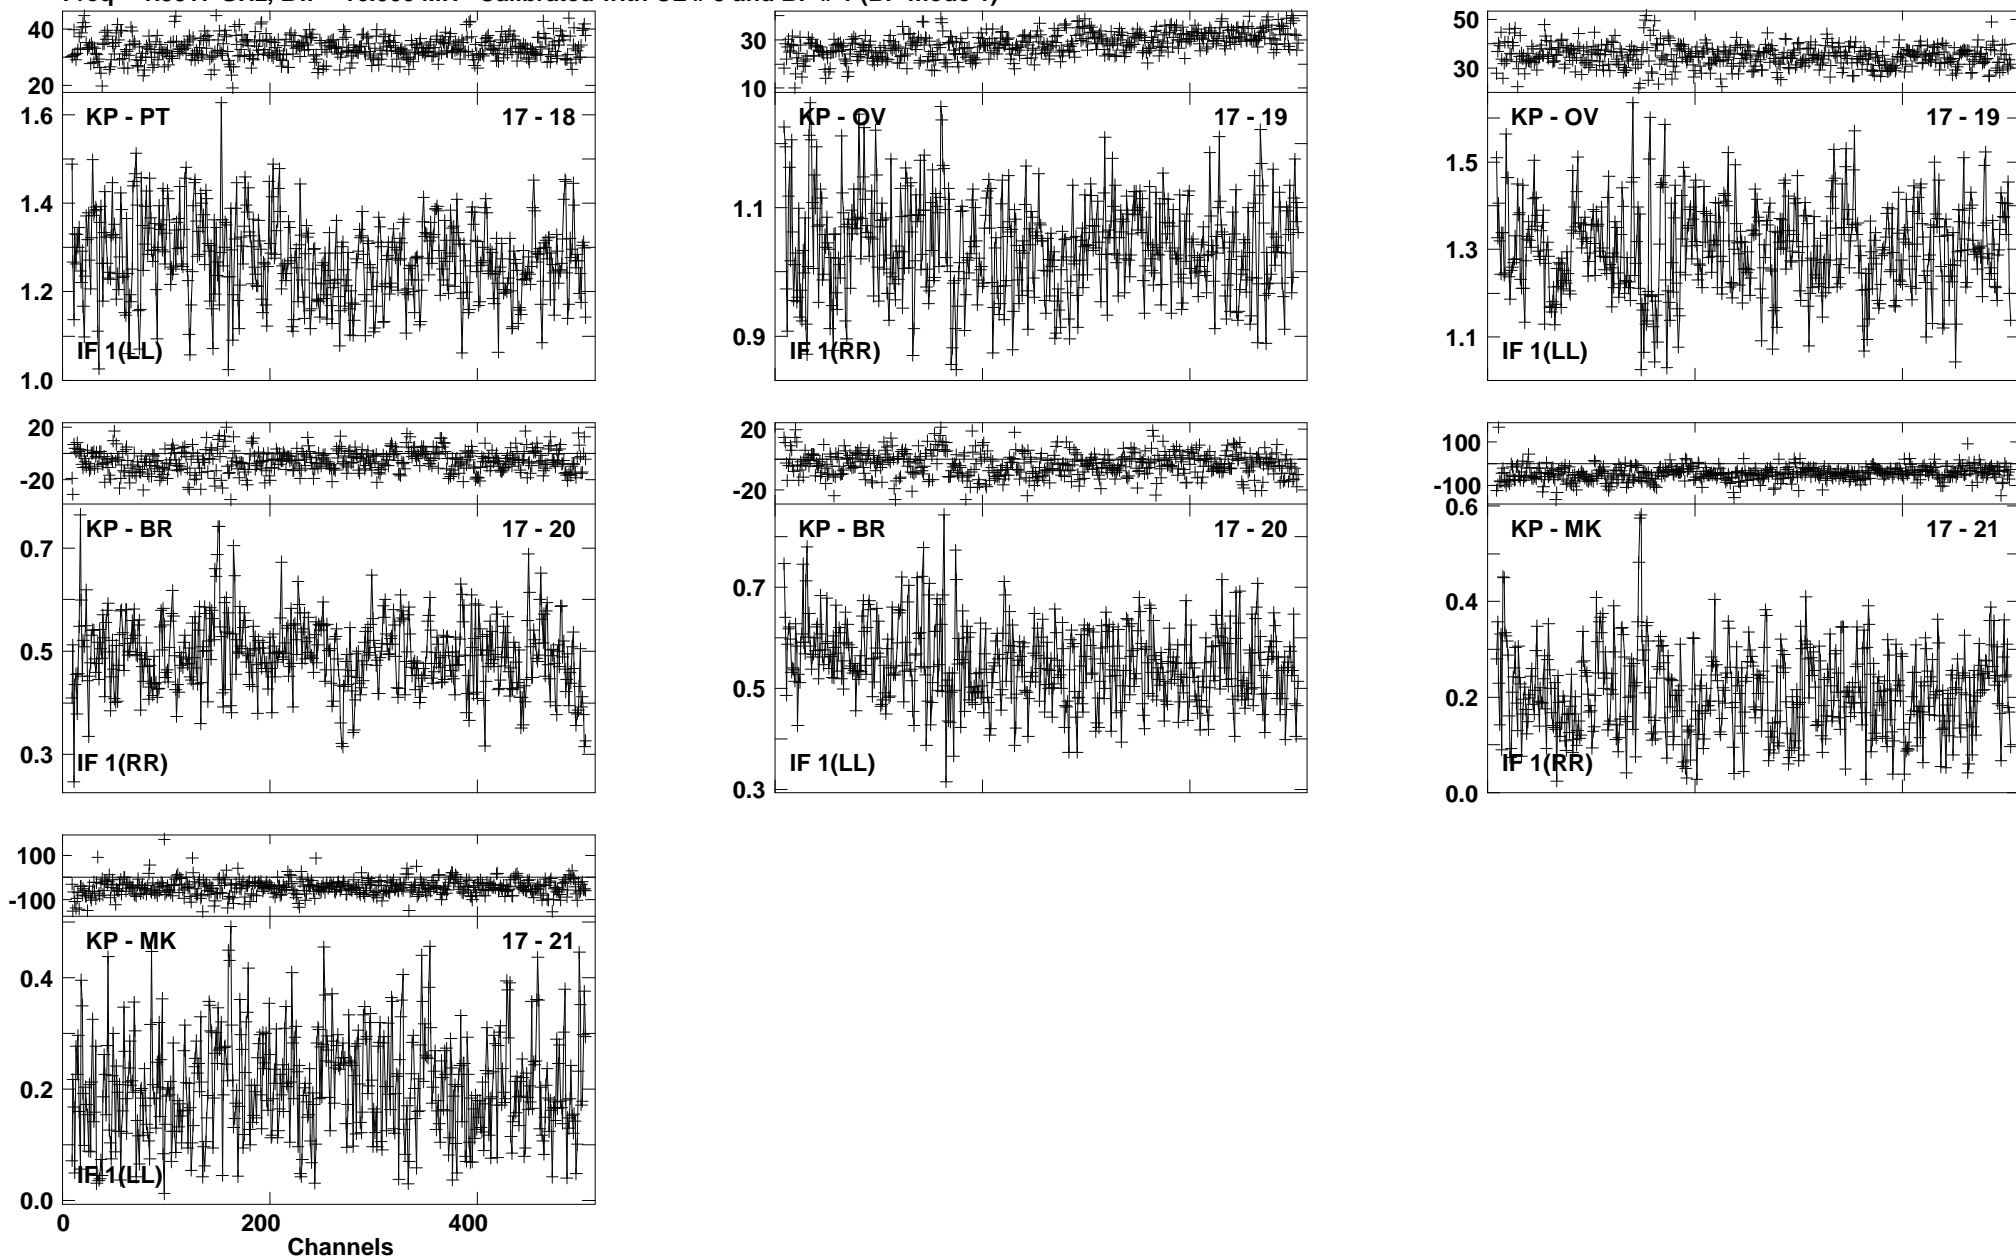 40
20
1.6
1.4
1.2
1.0
KP - PT 17 - 18
IF 1(LL)
30
10
1.1
0.9
KP - OV 17 - 19
IF 1(RR)
50
30
1.5
1.3
1.1
KP - OV 17 - 19
IF 1(LL)
20
-20
0.7
0.5
0.3
KP - BR 17 - 20
IF 1(RR)
20
-20
0.7
0.5
0.3
KP - BR 17 - 20
IF 1(LL)
100
-100
0.6
0.4
0.2
0.0
KP - MK 17 - 21
IF 1(RR)
100
-100
0.4
0.2
0.0
KP - MK 17 - 21
IF 1(LL)
0 200 400
Channels